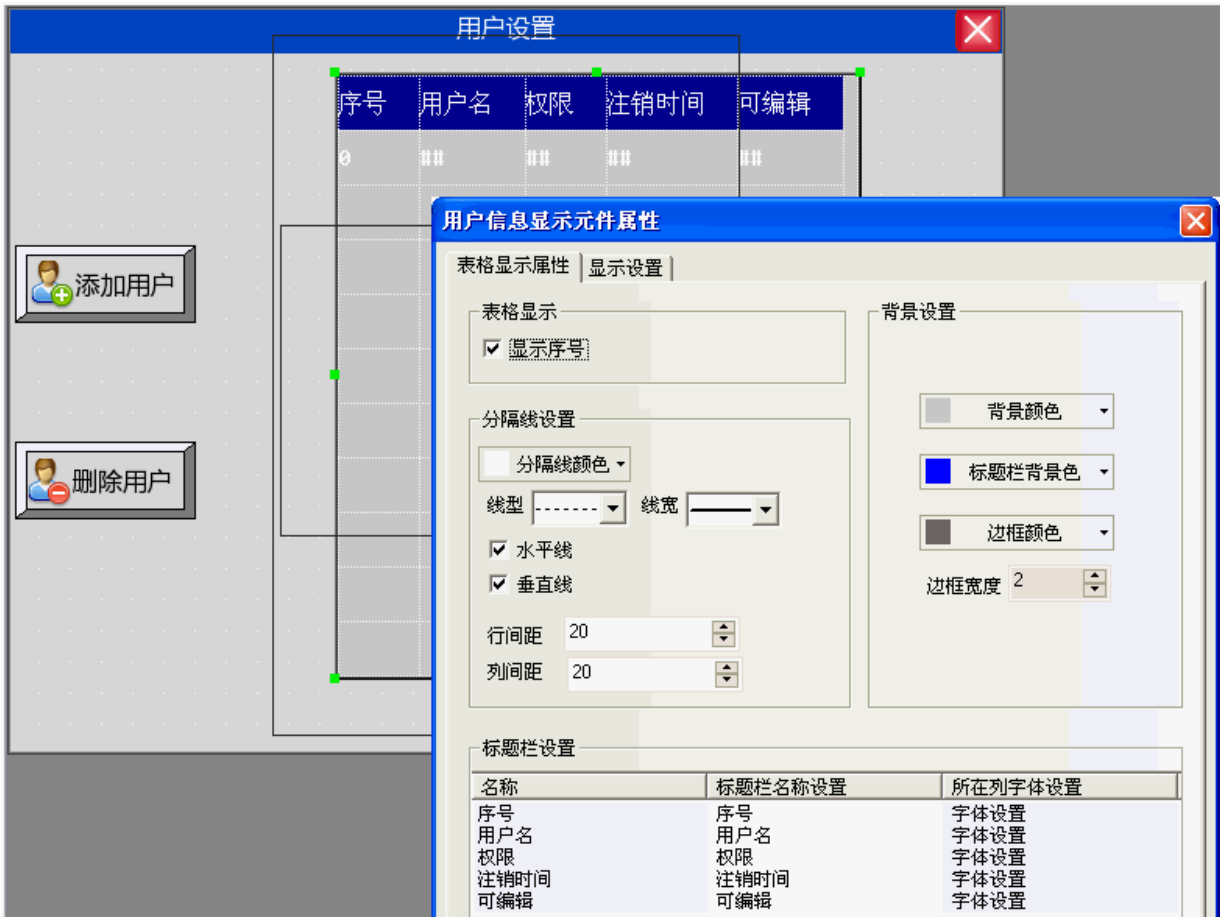 用户设置
序号 用户名 权限 注销时间 可编辑
0 ## ## ## ##
添加用户
删除用户
用户信息显示元件属性
表格显示属性 显示设置
表格显示
显示序号
分隔线设置
分隔线颜色
线型 线宽
水平线
垂直线
行间距 20
列间距 20
背景设置
背景颜色
标题栏背景色
边框颜色
边框宽度 2
标题栏设置
名称 标题栏名称设置 所在列字体设置
序号 序号 字体设置
用户名 用户名 字体设置
权限 权限 字体设置
注销时间 注销时间 字体设置
可编辑 可编辑 字体设置